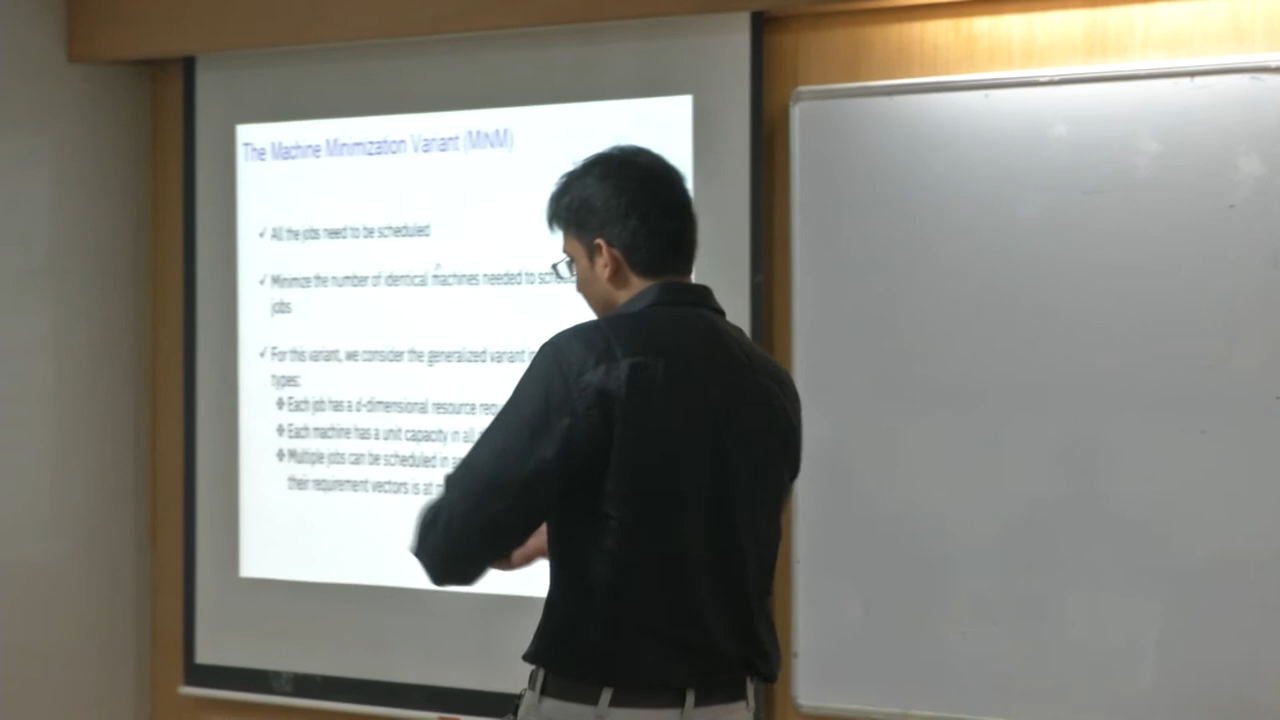 The Machine Minimization Variant (MinM)
✓ All the jobs need to be scheduled
✓ Minimize the number of identical machines needed to
jobs
✓ For this variant, we consider the generalized variant
types:
❖ Each job has a d-dimensional resource
❖ Each machine has a unit capacity in all
❖ Multiple jobs can be scheduled in
their requirement vectors is at